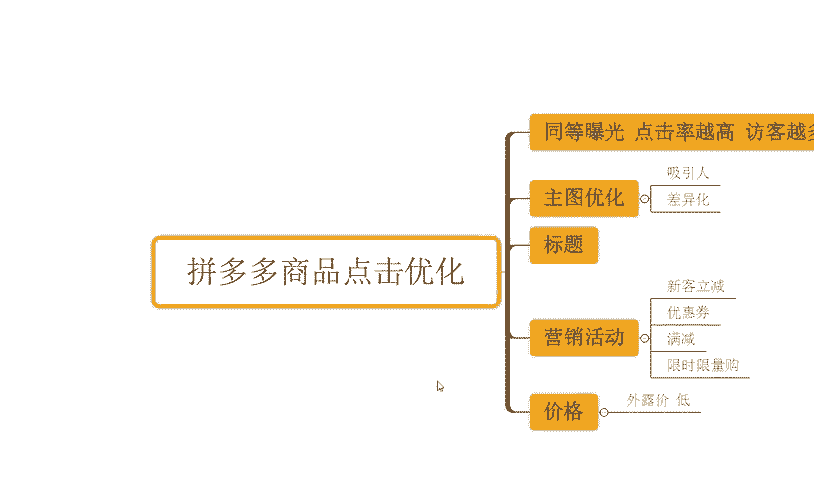 同等曝光 点击率越高 访客越多
主图优化
吸引人
差异化
标题
拼多多商品点击优化
营销活动
新客立减
优惠券
满减
限时限量购
价格
外露价 低